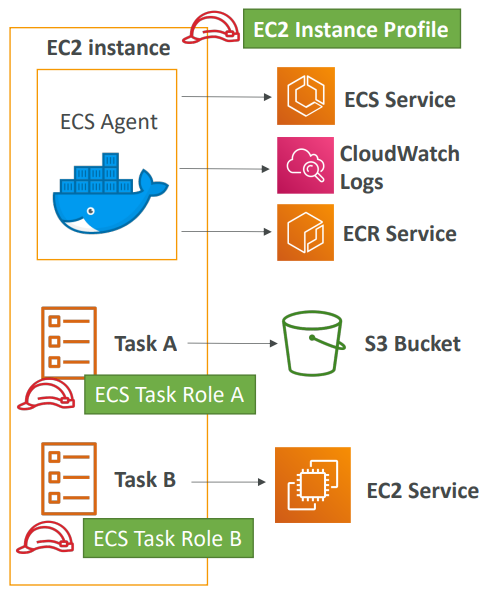 EC2 Instance Profile
EC2 instance
ECS Agent
ECS Service
CloudWatch
Logs
ECR Service
Task A
S3 Bucket
ECS Task Role A
Task B
EC2 Service
ECS Task Role B